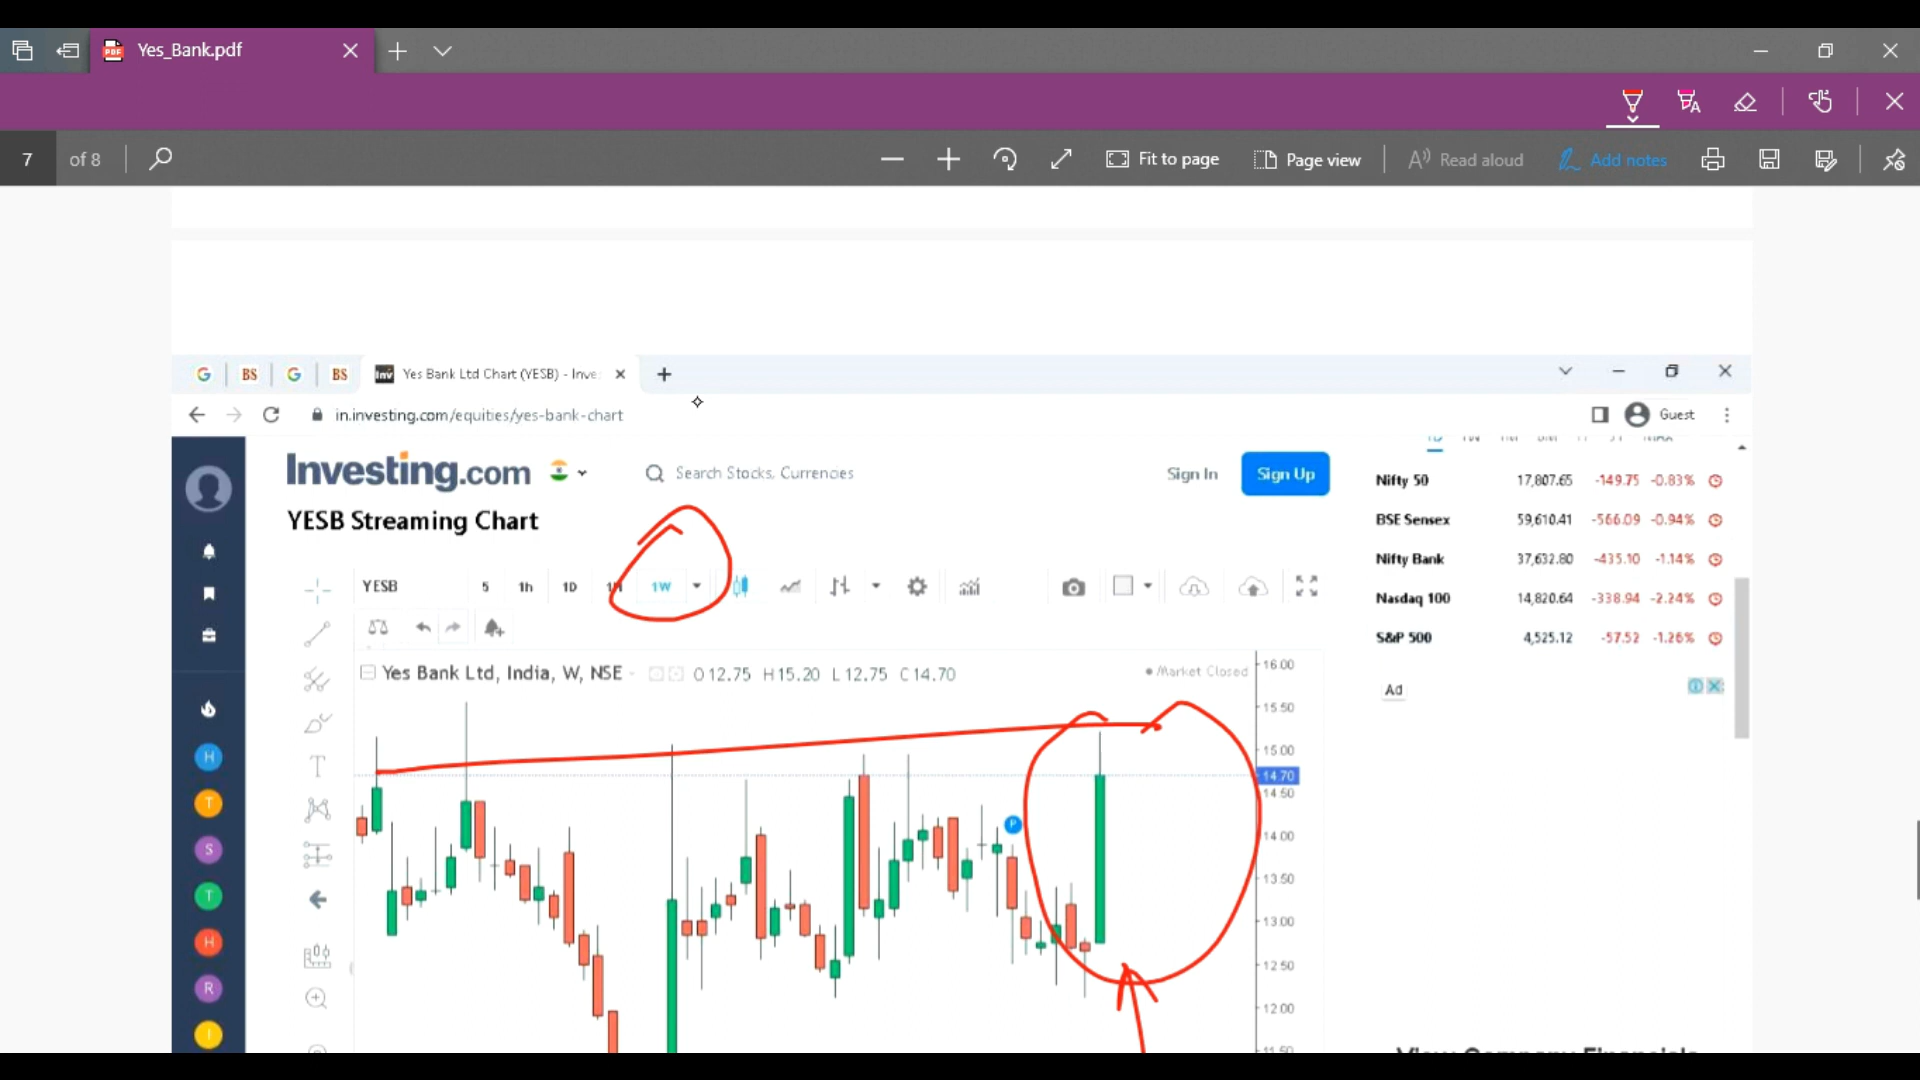 Yes_Bank.pdf
7 of 8
Fit to page
Page view
Read aloud
Add notes
G BS G BS Inv Yes Bank Ltd Chart (YESB) - Inve
in.investing.com/equities/yes-bank-chart
Guest
Investing.com
Search Stocks, Currencies
Sign In
Sign Up
YESB Streaming Chart
YESB 5 1h 1D 1W
Yes Bank Ltd, India, W, NSE O 12.75 H 15.20 L 12.75 C 14.70
Market Closed
16.00
15.50
15.00
14.70
14.50
14.00
13.50
13.00
12.50
12.00
11.50
P
Nifty 50 17,807.65 -149.75 -0.83%
BSE Sensex 59,610.41 -566.09 -0.94%
Nifty Bank 37,632.80 -435.10 -1.14%
Nasdaq 100 14,820.64 -338.94 -2.24%
S&P 500 4,525.12 -57.52 -1.26%
Ad
H
T
S
T
H
R
I